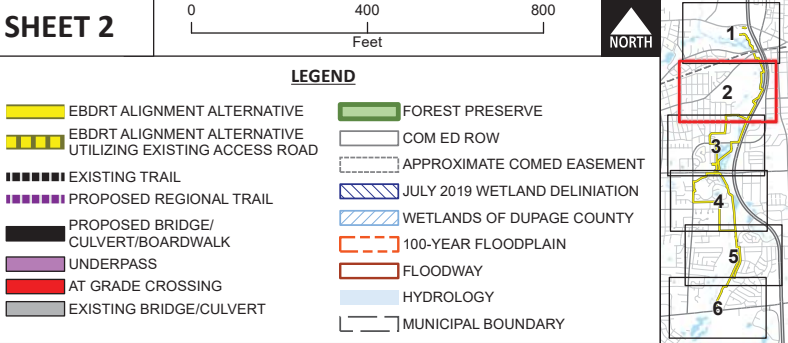 SHEET 2
0 400 800
Feet
NORTH
LEGEND
EBDRT ALIGNMENT ALTERNATIVE
EBDRT ALIGNMENT ALTERNATIVE
UTILIZING EXISTING ACCESS ROAD
EXISTING TRAIL
PROPOSED REGIONAL TRAIL
PROPOSED BRIDGE/
CULVERT/BOARDWALK
UNDERPASS
AT GRADE CROSSING
EXISTING BRIDGE/CULVERT
FOREST PRESERVE
COM ED ROW
APPROXIMATE COMED EASEMENT
JULY 2019 WETLAND DELINIATION
WETLANDS OF DUPAGE COUNTY
100-YEAR FLOODPLAIN
FLOODWAY
HYDROLOGY
MUNICIPAL BOUNDARY
1
2
3
4
5
6